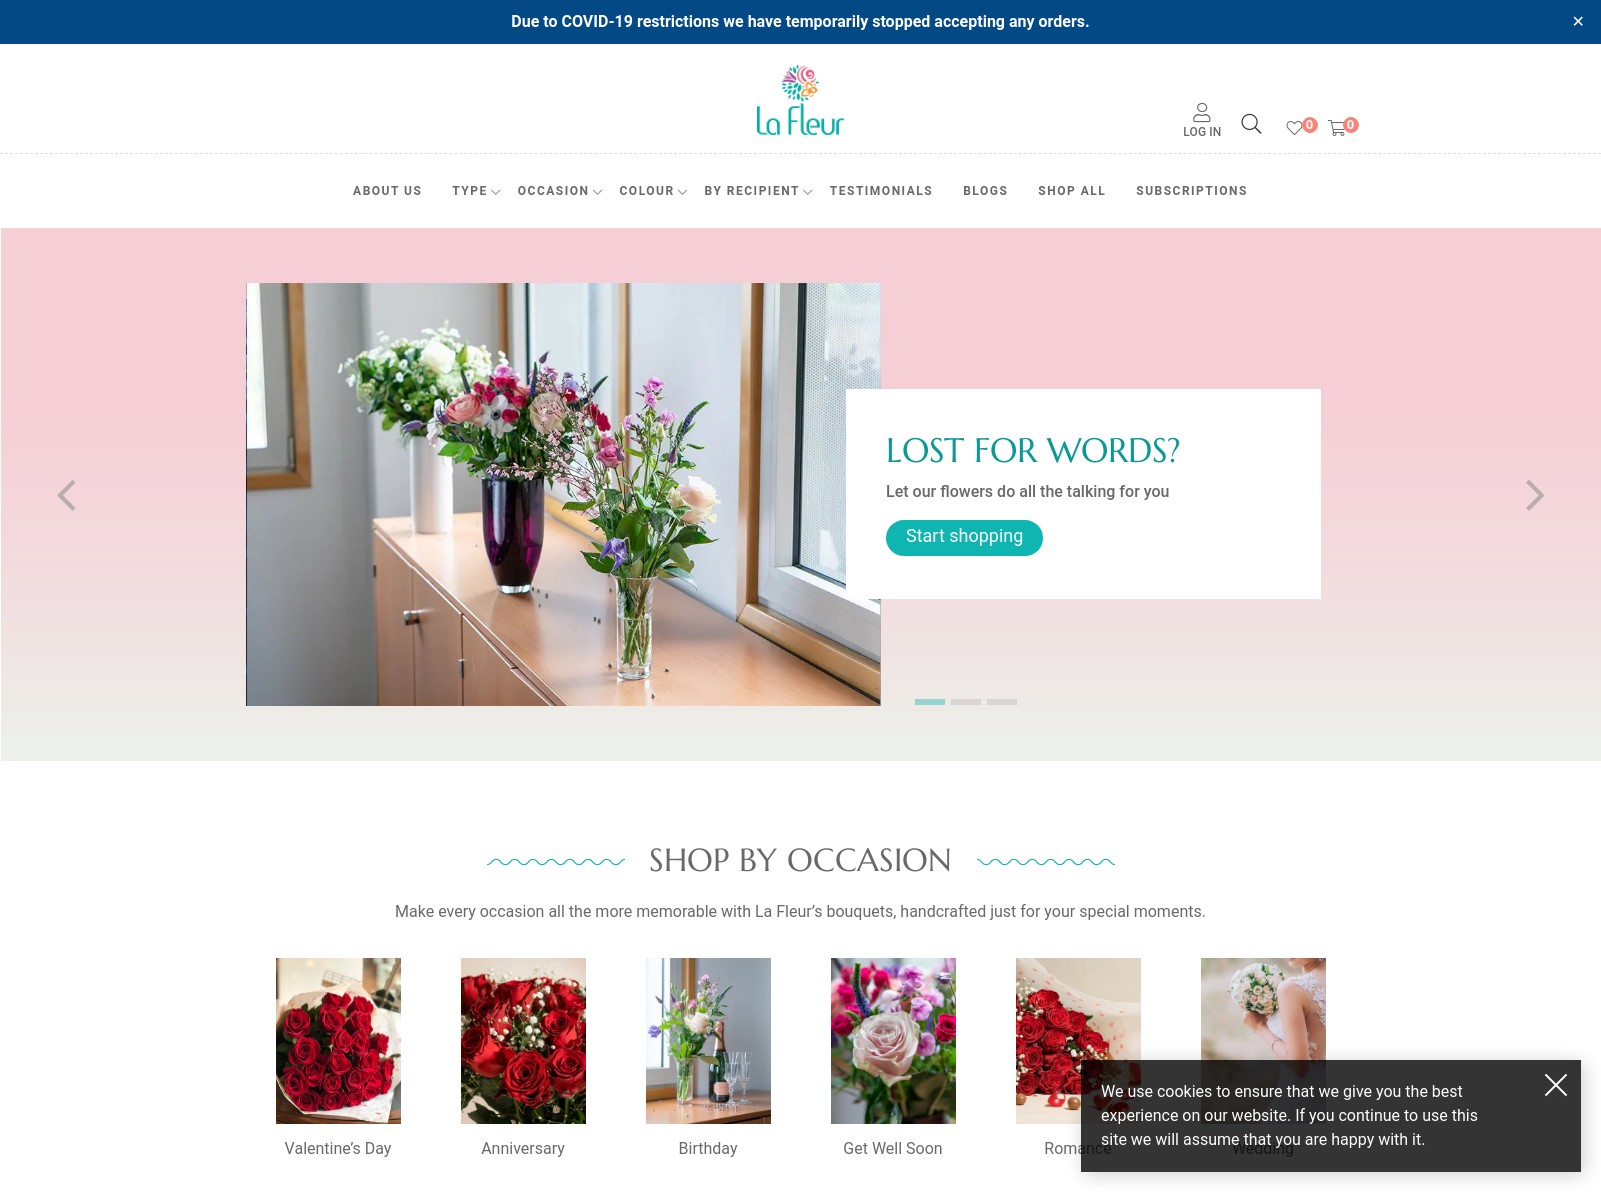 Due to COVID-19 restrictions we have temporarily stopped accepting any orders.
La Fleur
LOG IN
0
0
ABOUT US
TYPE
OCCASION
COLOUR
BY RECIPIENT
TESTIMONIALS
BLOGS
SHOP ALL
SUBSCRIPTIONS
LOST FOR WORDS?
Let our flowers do all the talking for you
Start shopping
SHOP BY OCCASION
Make every occasion all the more memorable with La Fleur’s bouquets, handcrafted just for your special moments.
Valentine’s Day
Anniversary
Birthday
Get Well Soon
Romance
Wedding
We use cookies to ensure that we give you the best
experience on our website. If you continue to use this
site we will assume that you are happy with it.